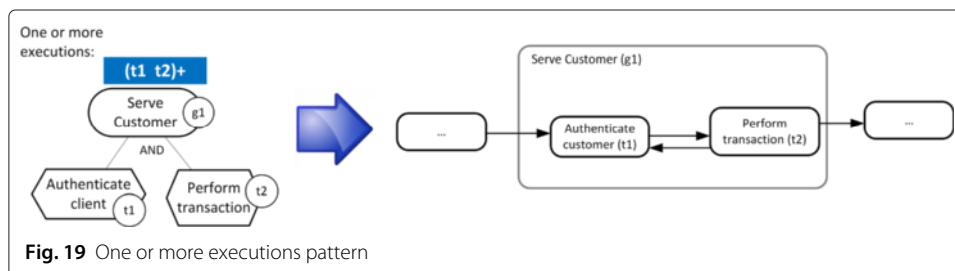 One or more
executions:
(t1 t2)+
Serve
Customer
g1
AND
Authenticate
client
t1
Perform
transaction
t2
Serve Customer (g1)
...
Authenticate
customer (t1)
Perform
transaction (t2)
...
Fig. 19 One or more executions pattern